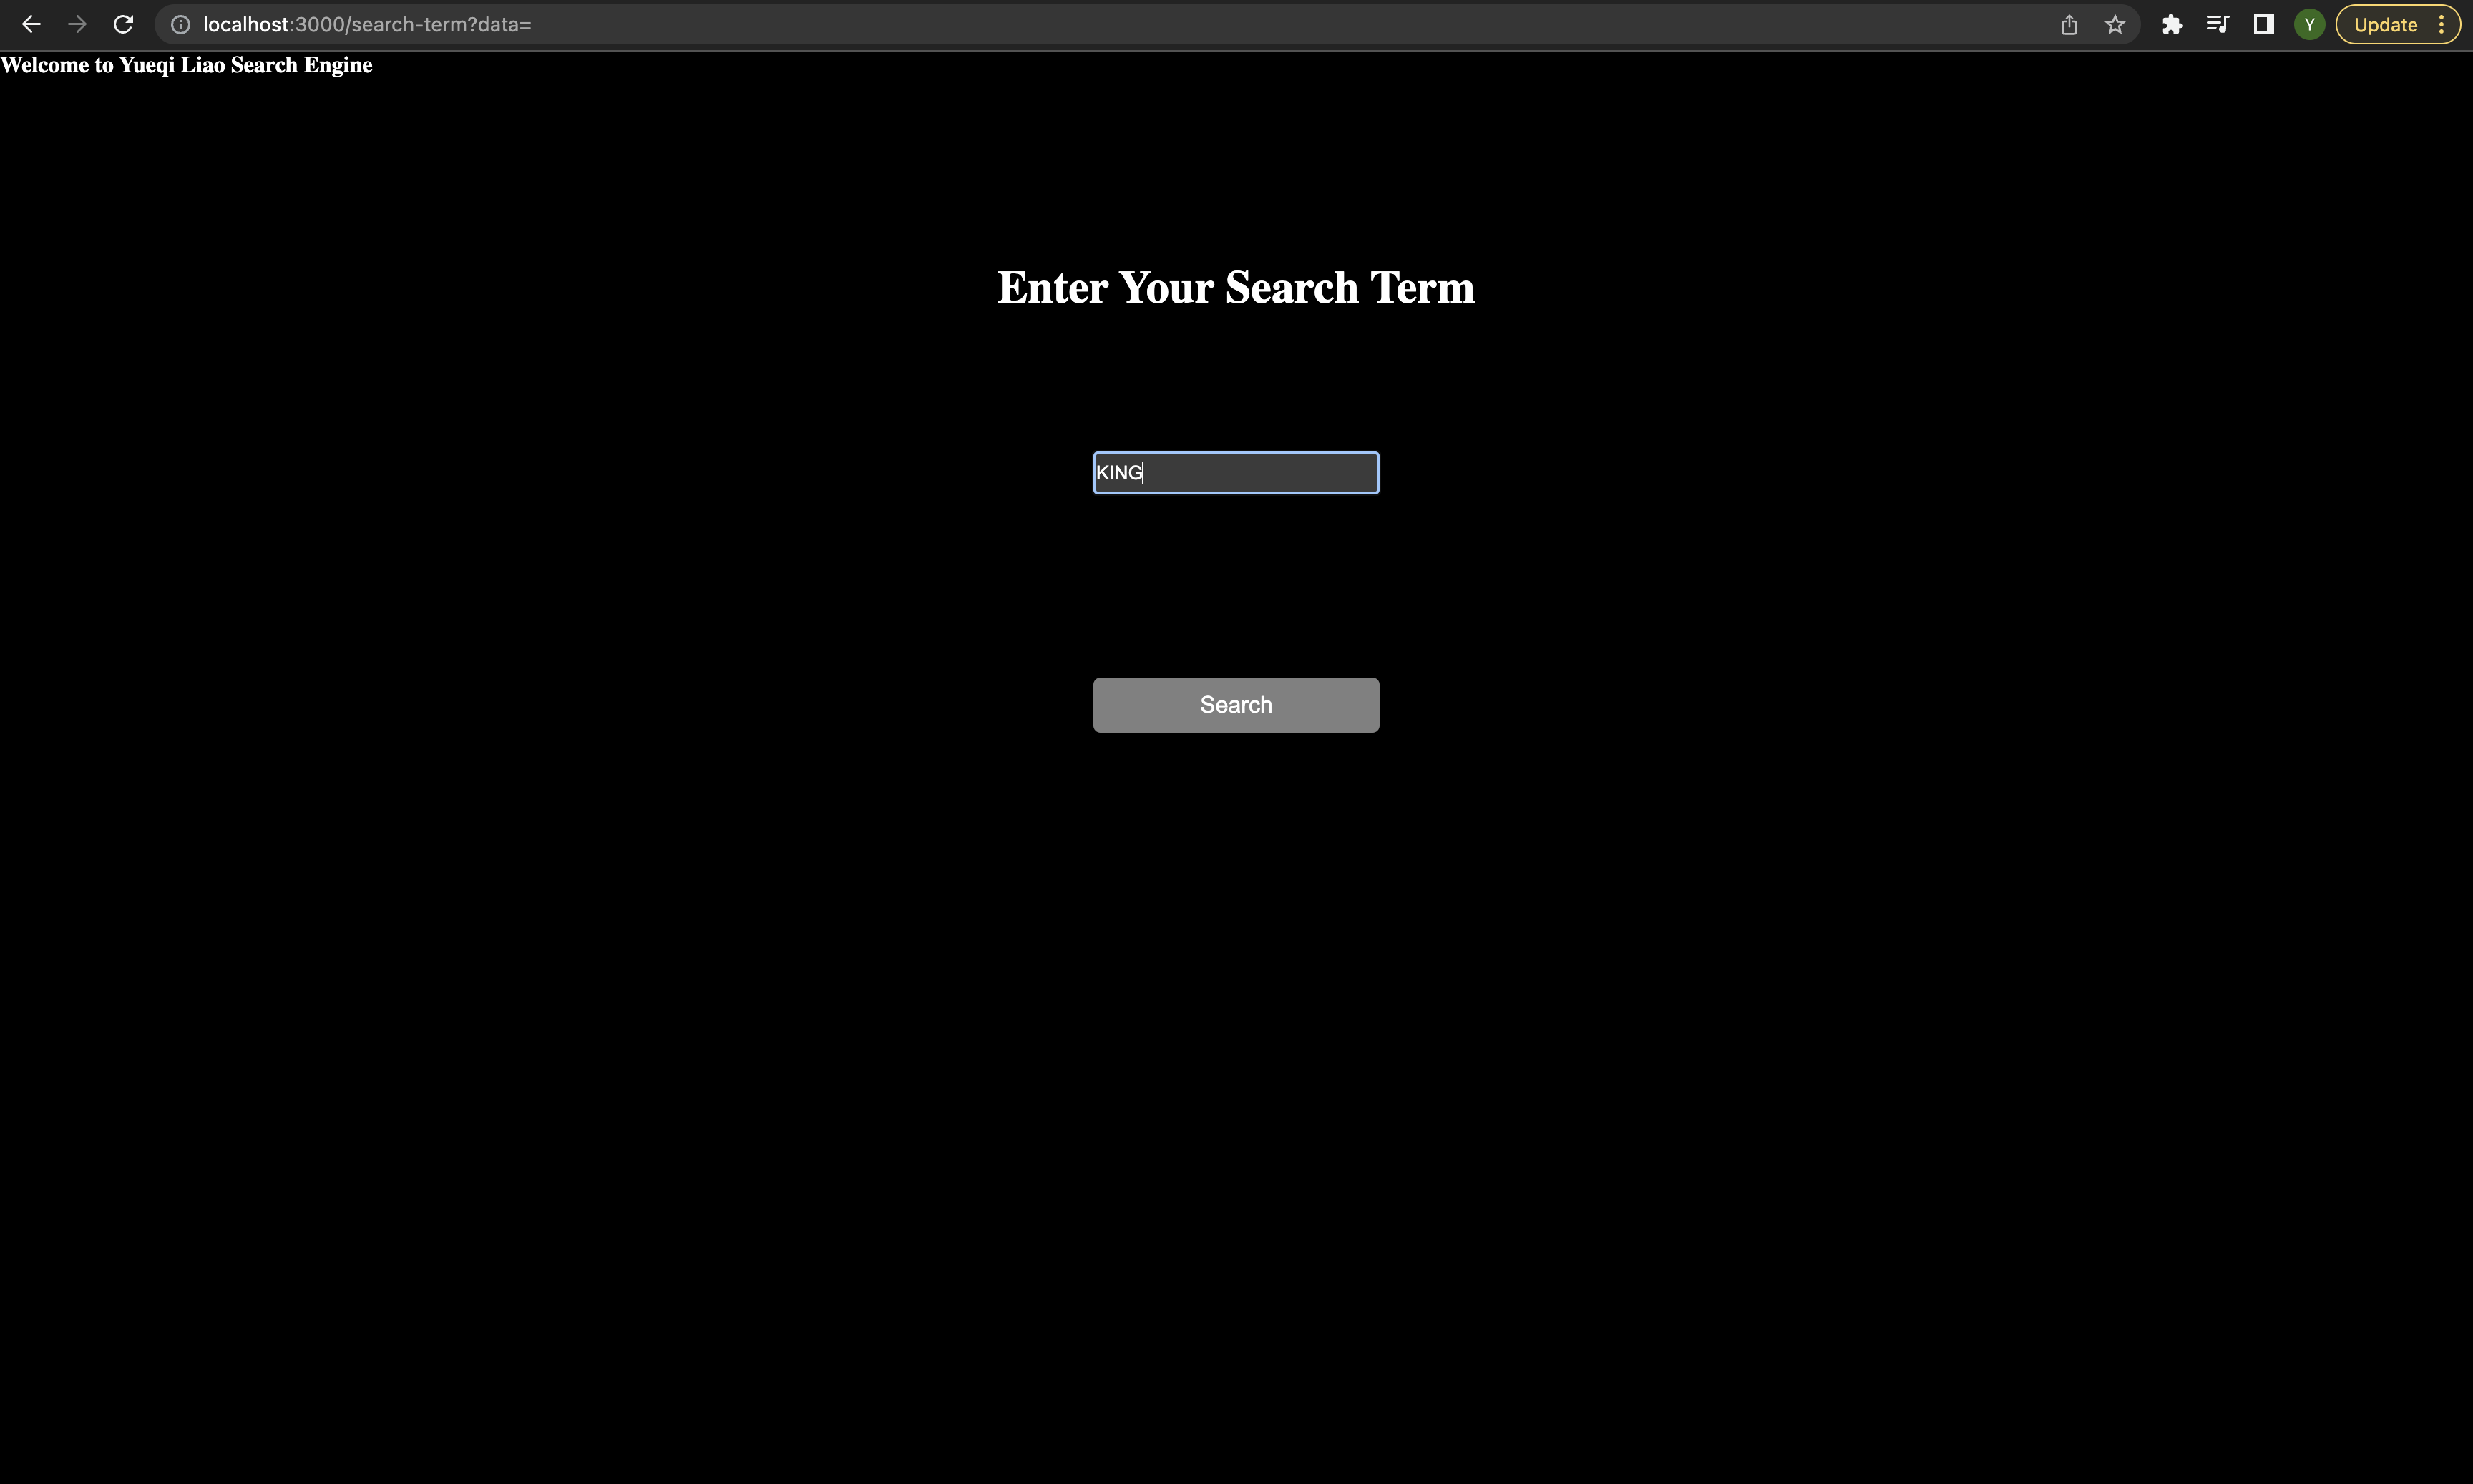 localhost:3000/search-term?data=
Y
Update
Welcome to Yueqi Liao Search Engine
Enter Your Search Term
KING
Search